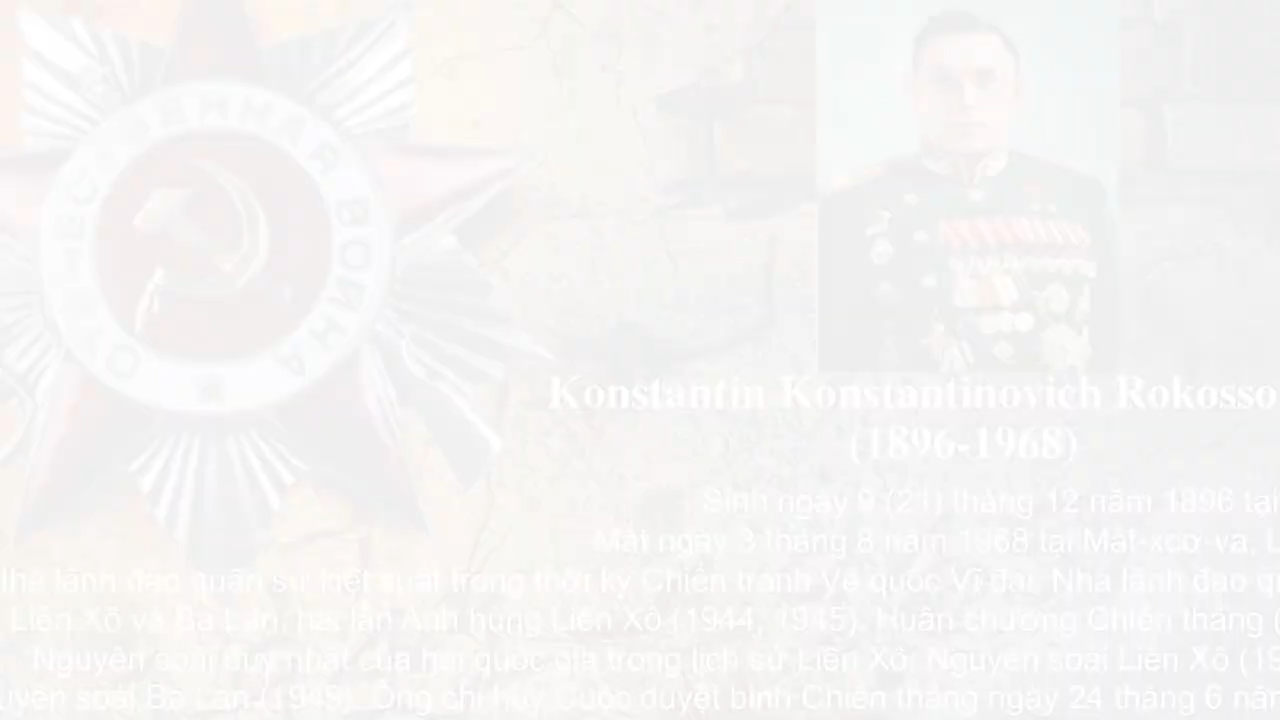 ОТЕЧЕСТВЕННАЯ ВОЙНА
Konstantin Konstantinovich Rokosso
(1896-1968)
Sinh ngày 9 (21) tháng 12 năm 1896 tại
Mất ngày 3 tháng 8 năm 1968 tại Mát-xcơ-va, L
lãnh đạo quân sự kiệt xuất trong thời kỳ Chiến tranh Vệ quốc Vĩ đại. Nhà lãnh đạo q
Liên Xô và Ba Lan, hai lần Anh hùng Liên Xô (1944, 1945). Huân chương Chiến thắng
Nguyên soái duy nhất của hai quốc gia trong lịch sử Liên Xô: Nguyên soái Liên Xô (19
soái Ba Lan (1949). Ông chỉ huy Cuộc duyệt binh Chiến thắng ngày 24 tháng 6 năm